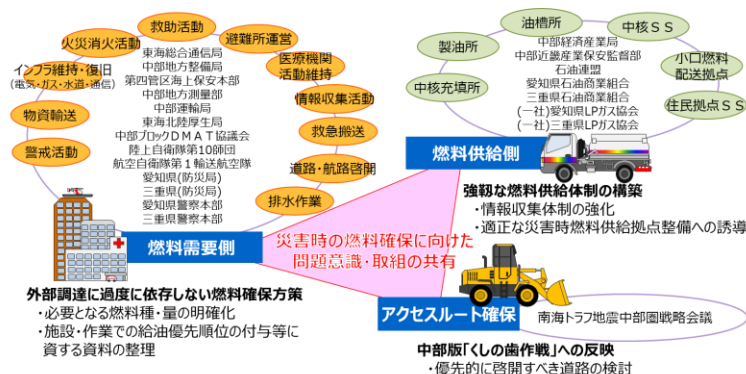 救助活動
火災消火活動
避難所運営
インフラ維持・復旧
(電気・ガス・水道・通信)
医療機関
活動維持
物資輸送
情報収集活動
警戒活動
救急搬送
道路・航路啓開
排水作業
東海総合通信局
中部地方整備局
第四管区海上保安本部
中部地方測量部
中部運輸局
東海北陸厚生局
中部ブロックDMAT協議会
陸上自衛隊第10師団
航空自衛隊第1輸送航空隊
愛知県(防災局)
三重県(防災局)
愛知県警察本部
三重県警察本部
燃料需要側
外部調達に過度に依存しない燃料確保方策
・必要となる燃料種・量の明確化
・施設・作業での給油優先順位の付与等に
資する資料の整理
油槽所
製油所
中核SS
中核充填所
小口燃料
配送拠点
住民拠点SS
中部経済産業局
中部近畿産業保安監督部
石油連盟
愛知県石油商業組合
三重県石油商業組合
(一社)愛知県LPガス協会
(一社)三重県LPガス協会
燃料供給側
強靱な燃料供給体制の構築
・情報収集体制の強化
・適正な災害時燃料供給拠点整備への誘導
災害時の燃料確保に向けた
問題意識・取組の共有
アクセスルート確保
南海トラフ地震中部圏戦略会議
中部版「くしの歯作戦」への反映
・優先的に啓開すべき道路の検討